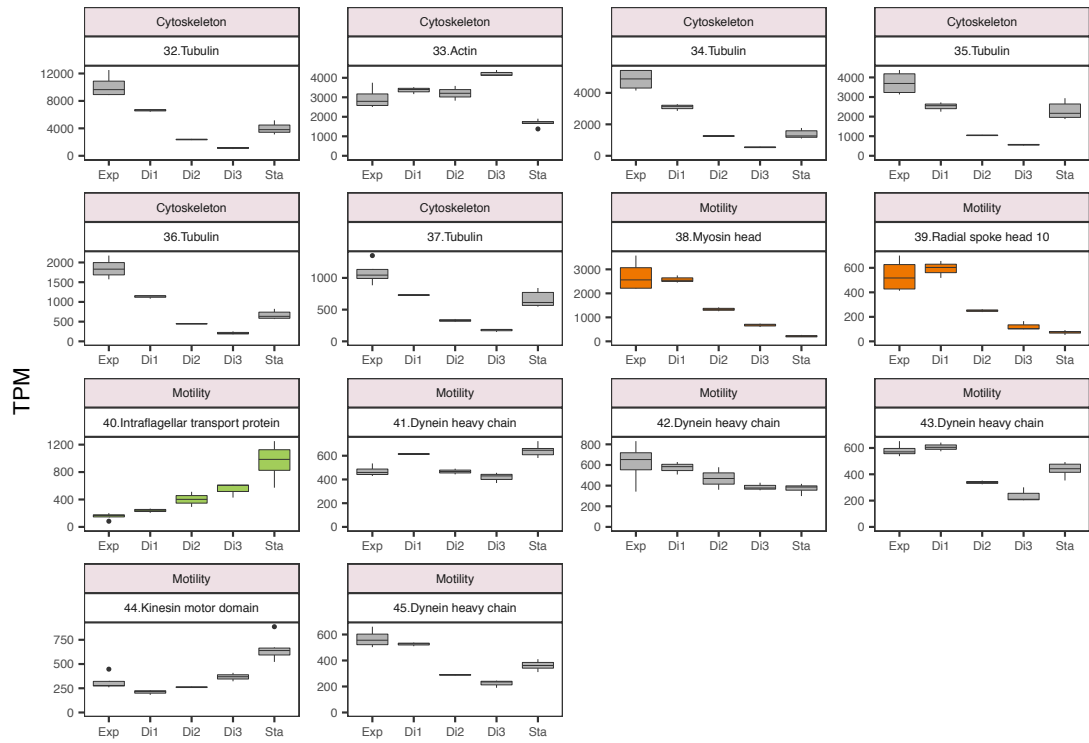 TPM
Cytoskeleton
32.Tubulin
12000
8000
4000
0
Exp Di1 Di2 Di3 Sta
Cytoskeleton
33.Actin
4000
3000
2000
1000
0
Exp Di1 Di2 Di3 Sta
Cytoskeleton
34.Tubulin
4000
2000
0
Exp Di1 Di2 Di3 Sta
Cytoskeleton
35.Tubulin
4000
3000
2000
1000
0
Exp Di1 Di2 Di3 Sta
Cytoskeleton
36.Tubulin
2000
1500
1000
500
0
Exp Di1 Di2 Di3 Sta
Cytoskeleton
37.Tubulin
1000
500
0
Exp Di1 Di2 Di3 Sta
Motility
38.Myosin head
3000
2000
1000
0
Exp Di1 Di2 Di3 Sta
Motility
39.Radial spoke head 10
600
400
200
0
Exp Di1 Di2 Di3 Sta
Motility
40.Intraflagellar transport protein
1200
800
400
0
Exp Di1 Di2 Di3 Sta
Motility
41.Dynein heavy chain
600
400
200
0
Exp Di1 Di2 Di3 Sta
Motility
42.Dynein heavy chain
800
600
400
200
0
Exp Di1 Di2 Di3 Sta
Motility
43.Dynein heavy chain
600
400
200
0
Exp Di1 Di2 Di3 Sta
Motility
44.Kinesin motor domain
750
500
250
0
Exp Di1 Di2 Di3 Sta
Motility
45.Dynein heavy chain
600
400
200
0
Exp Di1 Di2 Di3 Sta